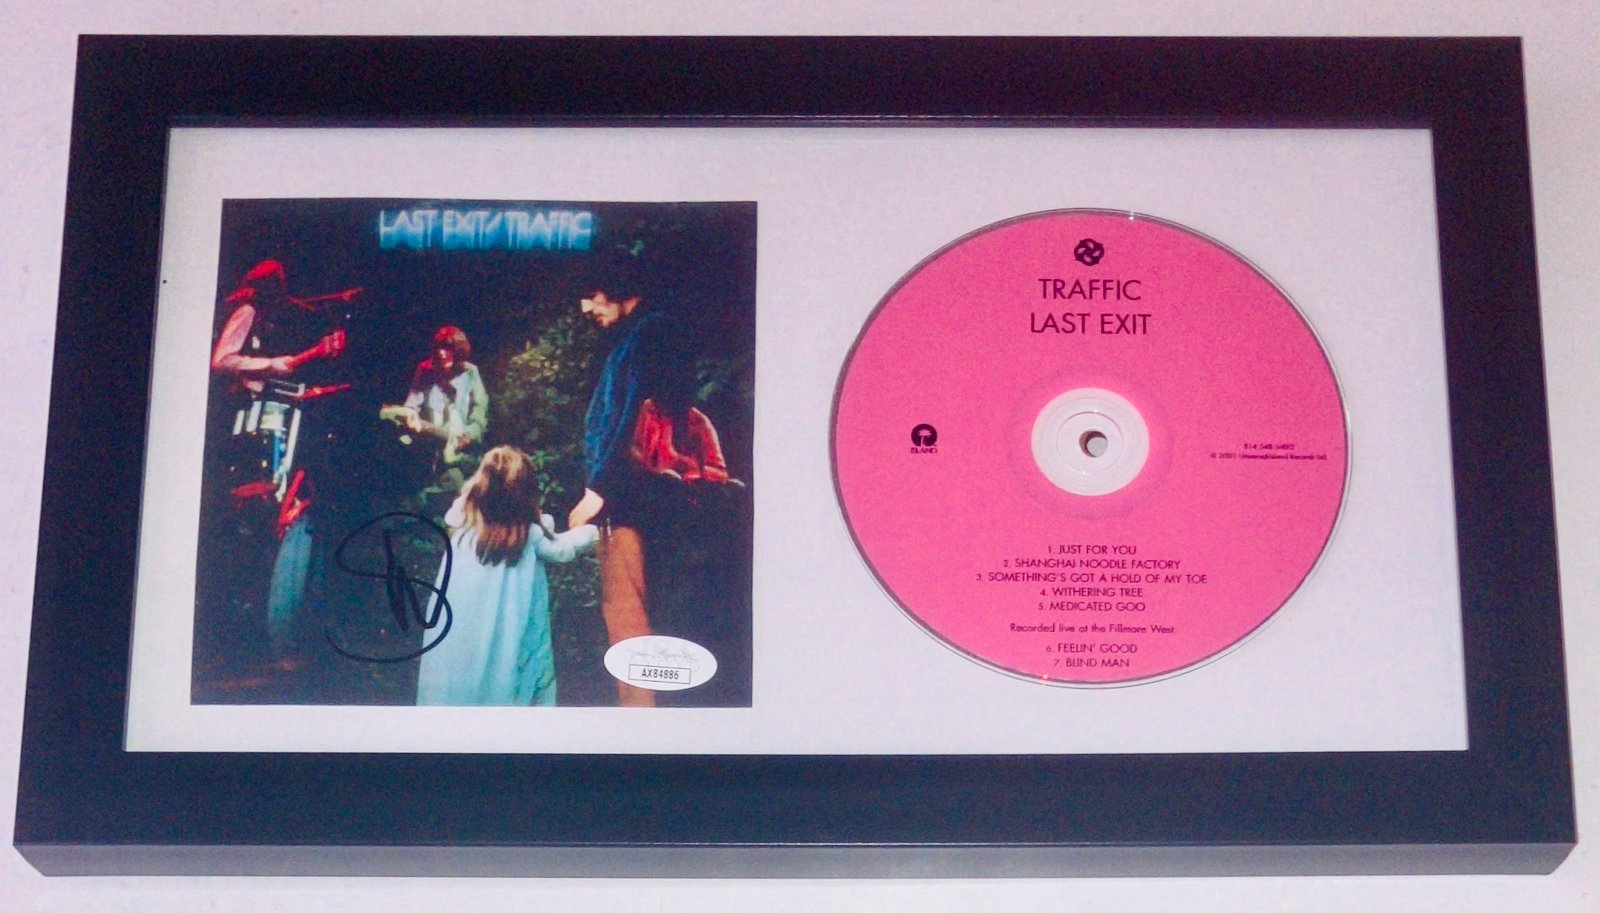 LAST EXIT/TRAFFIC
AX84886
TRAFFIC
LAST EXIT
ISLAND
1. JUST FOR YOU
2. SHANGHAI NOODLE FACTORY
3. SOMETHING'S GOT A HOLD OF MY TOE
4. WITHERING TREE
5. MEDICATED GOO
Recorded live at the Fillmore West
6. FEELIN' GOOD
7. BLIND MAN